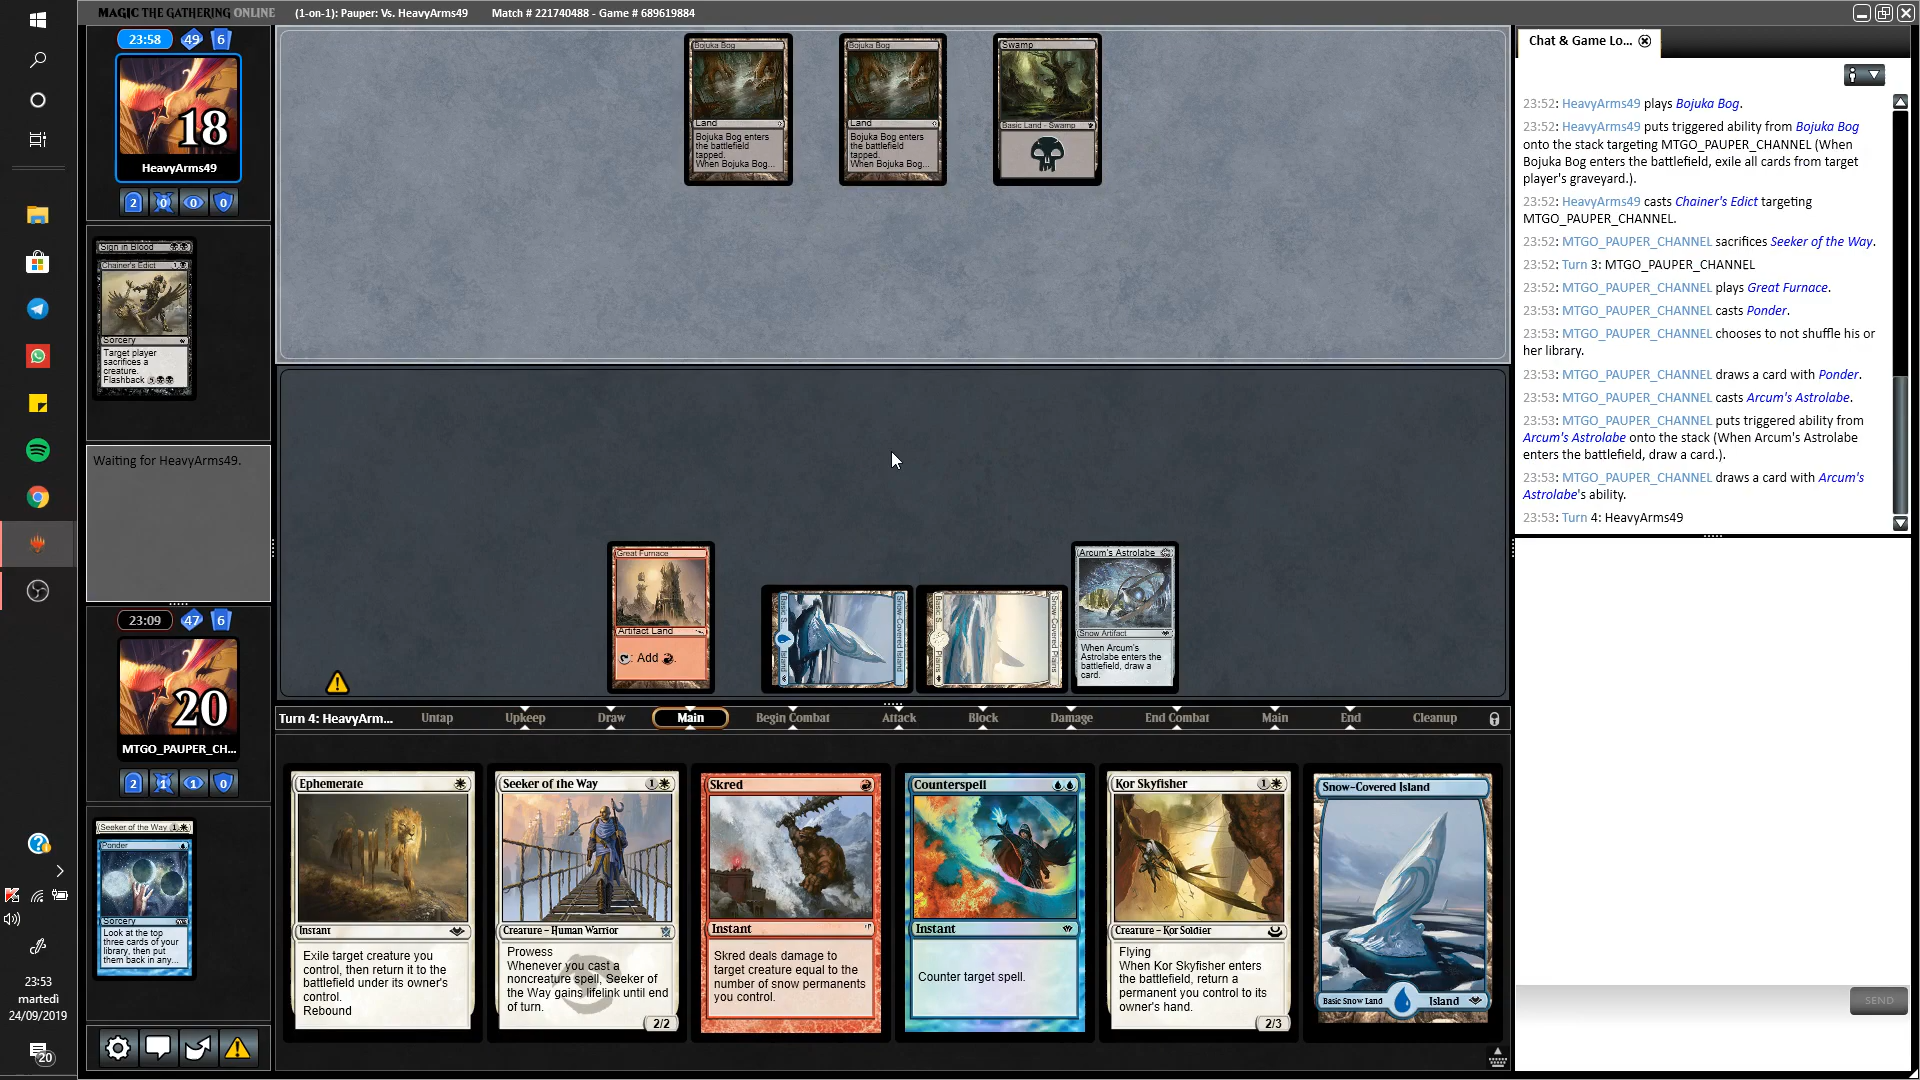 MAGIC THE GATHERING ONLINE
(1-on-1): Pauper: Vs. HeavyArms49
Match # 221740488 - Game # 689619884
23:58
49
6
18
HeavyArms49
2
0
0
0
Sign in Blood
Chainer's Edict
Sorcery
Target player
sacrifices a
creature.
Flashback
Waiting for HeavyArms49.
23:09
47
6
20
MTGO_PAUPER_CH...
2
1
1
0
Seeker of the Way
Ponder
Sorcery
Look at the top
three cards of your
library, then put
them back in any...
Bojuka Bog
Land
Bojuka Bog enters
the battlefield
tapped.
When Bojuka Bog...
Bojuka Bog
Land
Bojuka Bog enters
the battlefield
tapped.
When Bojuka Bog...
Swamp
Basic Land - Swamp
Great Furnace
Artifact Land
: Add
Snow-Covered Island
Basic S
Island
Snow-Covered Plains
Basic S
Plains
Arcum's Astrolabe
Snow Artifact
When Arcum's
Astrolabe enters the
battlefield, draw a
card.
Turn 4: HeavyArm...
Untap
Upkeep
Draw
Main
Begin Combat
Attack
Block
Damage
End Combat
Main
End
Cleanup
Ephemerate
Instant
Exile target creature you
control, then return it to the
battlefield under its owner's
control.
Rebound
Seeker of the Way
1
Creature – Human Warrior
Prowess
Whenever you cast a
noncreature spell, Seeker of
the Way gains lifelink until end
of turn.
2/2
Skred
Instant
Skred deals damage to
target creature equal to the
number of snow permanents
you control.
Counterspell
Instant
Counter target spell.
Kor Skyfisher
1
Creature – Kor Soldier
Flying
When Kor Skyfisher enters
the battlefield, return a
permanent you control to its
owner's hand.
2/3
Snow-Covered Island
Basic Snow Land
Island
Chat & Game Lo...
23:52: HeavyArms49 plays Bojuka Bog.
23:52: HeavyArms49 puts triggered ability from Bojuka Bog
onto the stack targeting MTGO_PAUPER_CHANNEL (When
Bojuka Bog enters the battlefield, exile all cards from target
player's graveyard.).
23:52: HeavyArms49 casts Chainer's Edict targeting
MTGO_PAUPER_CHANNEL.
23:52: MTGO_PAUPER_CHANNEL sacrifices Seeker of the Way.
23:52: Turn 3: MTGO_PAUPER_CHANNEL
23:52: MTGO_PAUPER_CHANNEL plays Great Furnace.
23:53: MTGO_PAUPER_CHANNEL casts Ponder.
23:53: MTGO_PAUPER_CHANNEL chooses to not shuffle his or
her library.
23:53: MTGO_PAUPER_CHANNEL draws a card with Ponder.
23:53: MTGO_PAUPER_CHANNEL casts Arcum's Astrolabe.
23:53: MTGO_PAUPER_CHANNEL puts triggered ability from
Arcum's Astrolabe onto the stack (When Arcum's Astrolabe
enters the battlefield, draw a card.).
23:53: MTGO_PAUPER_CHANNEL draws a card with Arcum's
Astrolabe's ability.
23:53: Turn 4: HeavyArms49
SEND
23:53
martedì
24/09/2019
20